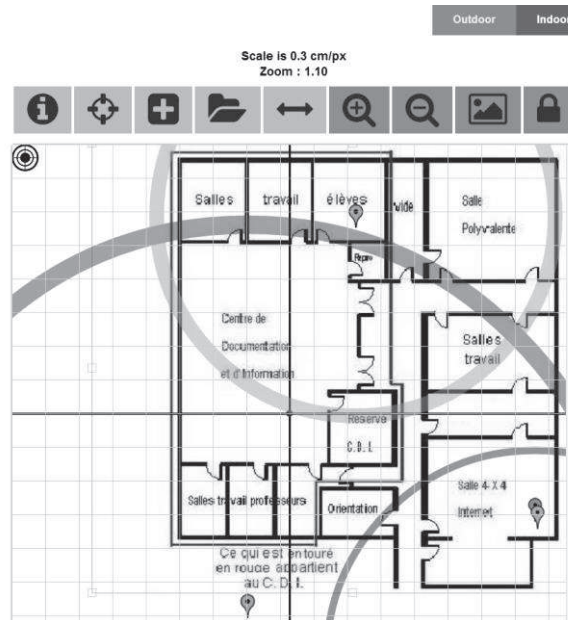 Outdoor Indoor
Scale is 0.3 cm/px
Zoom : 1.10
Salles travail élèves
vide
Salle
Polyvalente
Repro
Centre de
Documentation
et d'Information
Salles
travail
Réserve
C.D.I.
Salles travail professeurs
Orientation
Salle 4 X 4
Internet
Ce qui est entouré
en rouge appartient
au C. D. I.